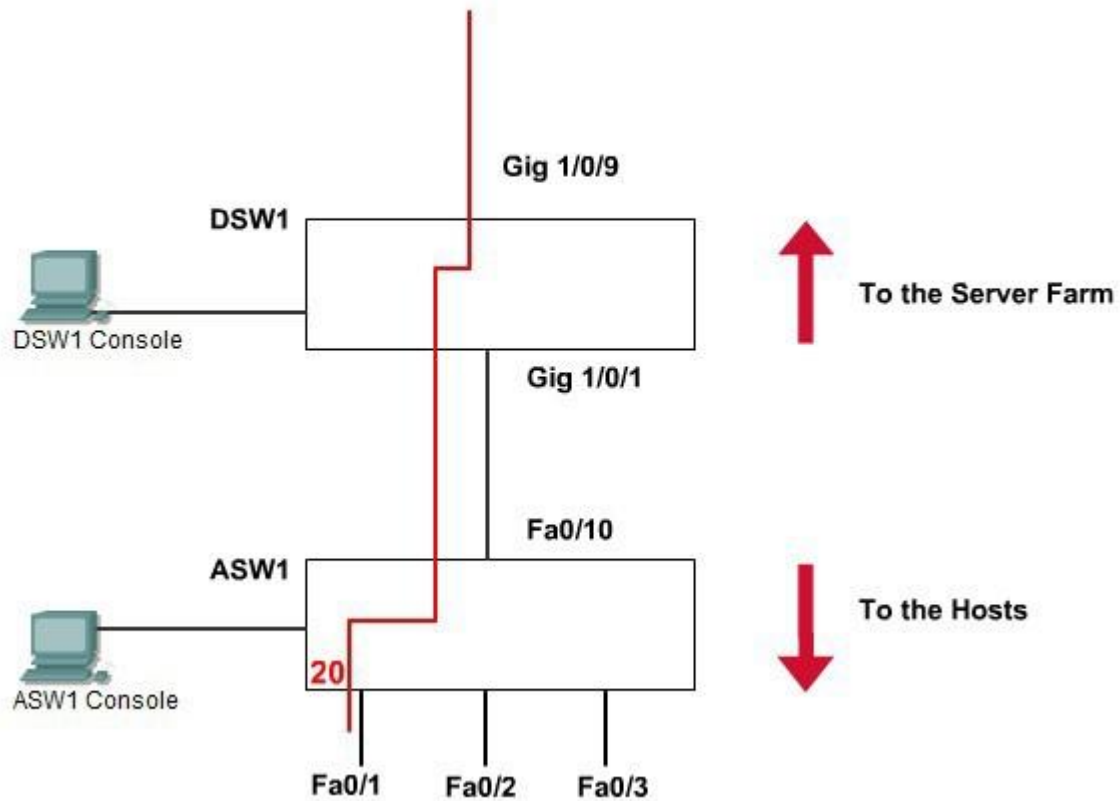 Gig 1/0/9
DSW1
To the Server Farm
DSW1 Console
Gig 1/0/1
Fa0/10
ASW1
To the Hosts
20
ASW1 Console
Fa0/1
Fa0/2
Fa0/3